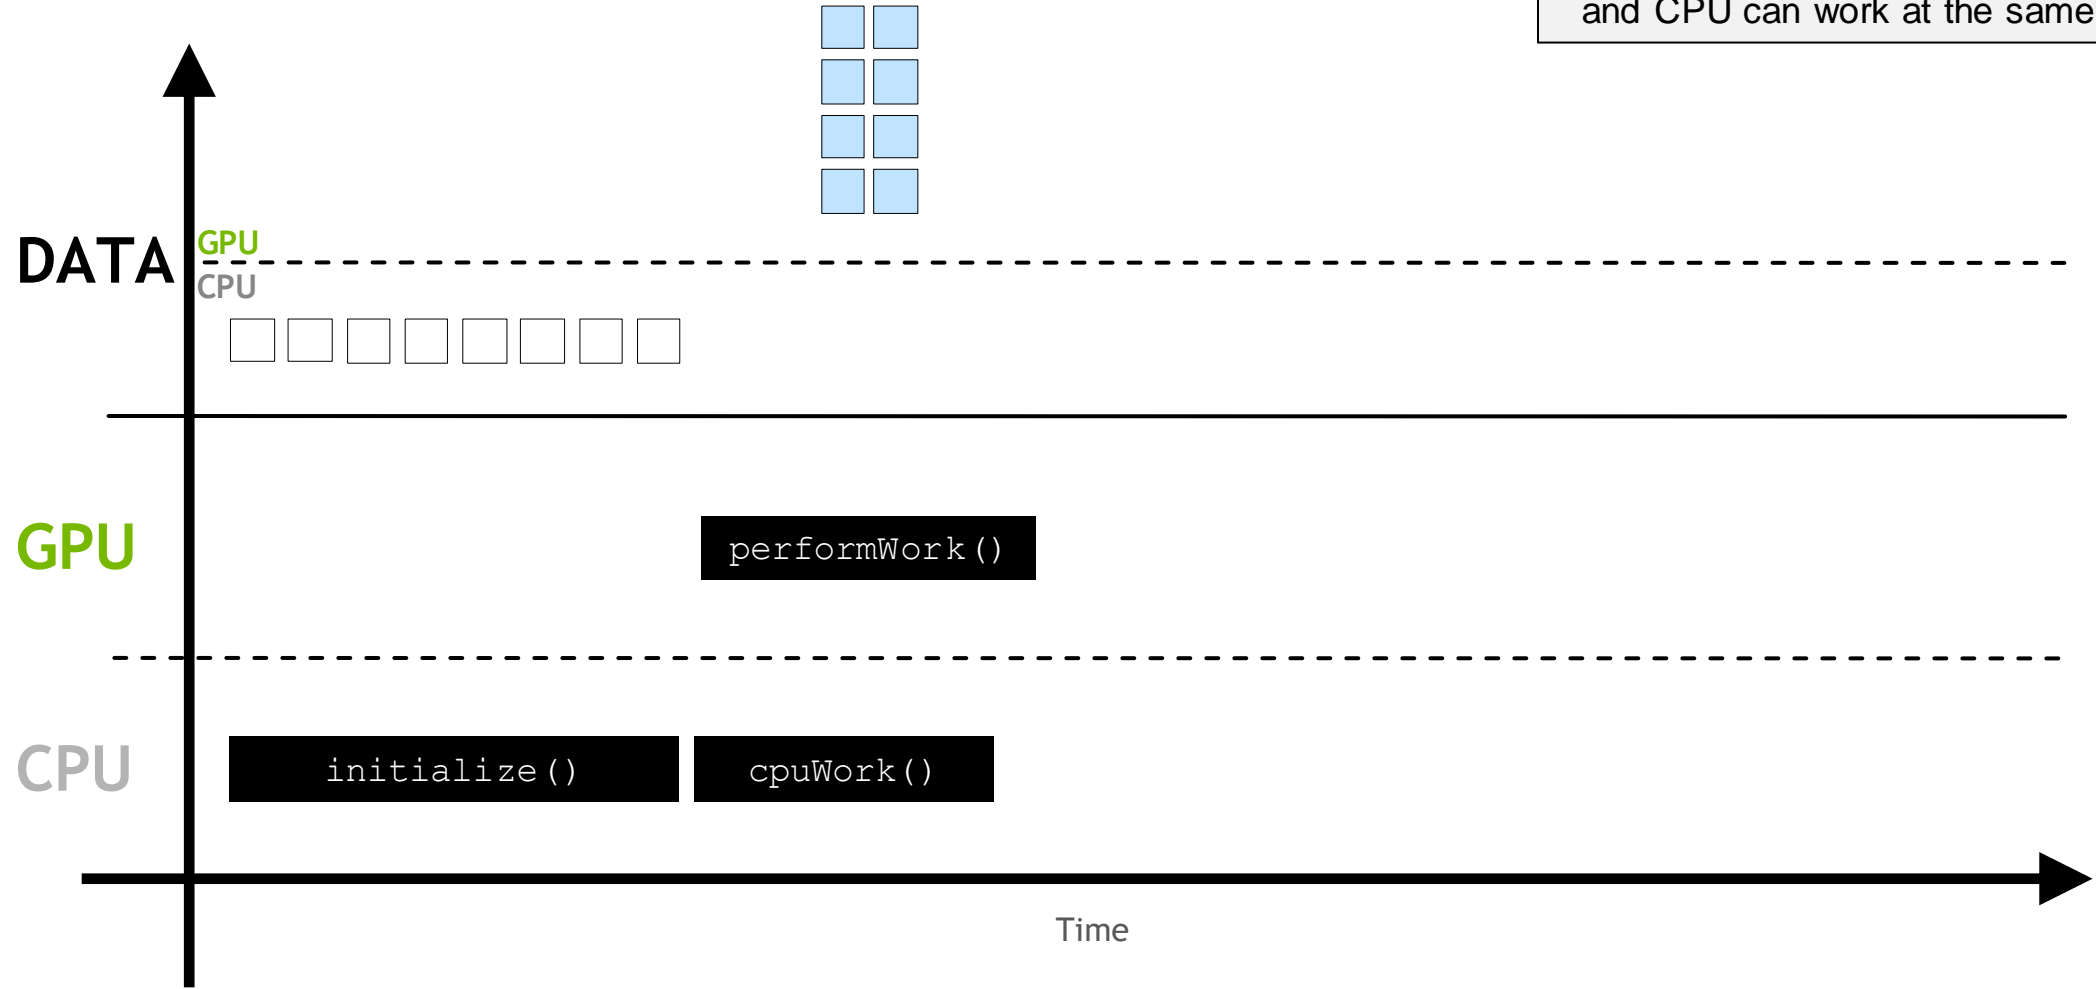 and CPU can work at the same
DATA
GPU
CPU
GPU
performWork()
CPU
initialize()
cpuWork()
Time